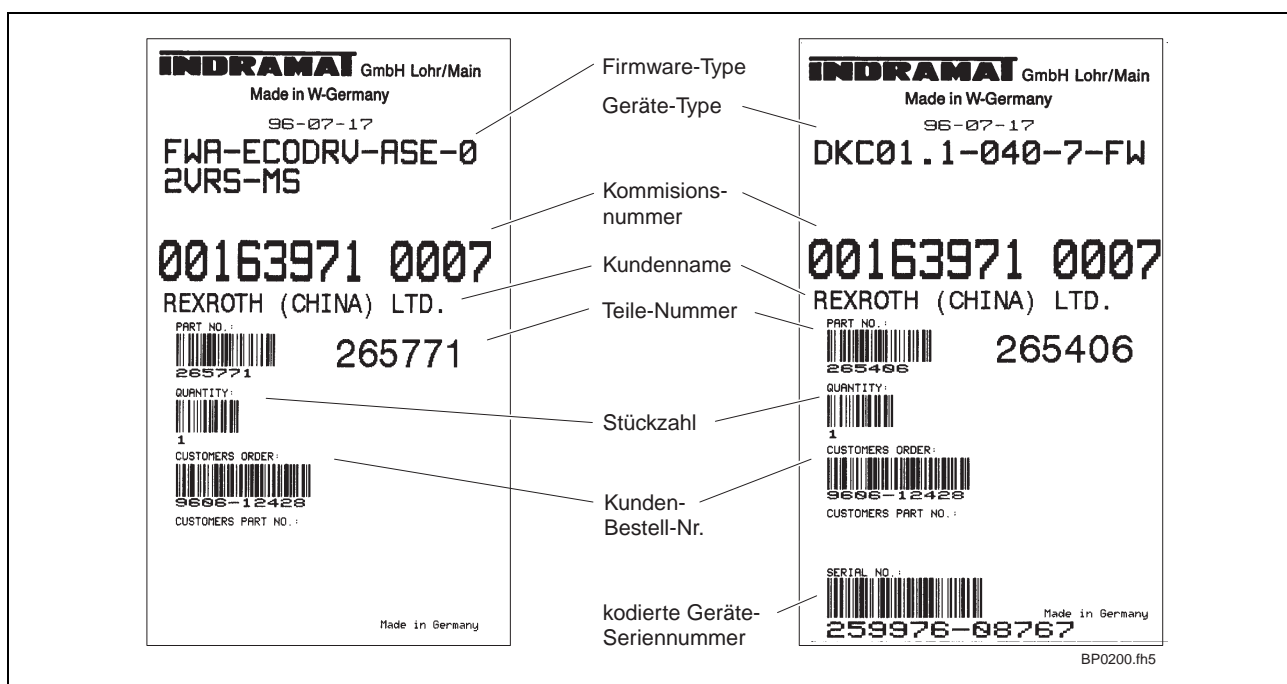 INDRAMAT GmbH Lohr/Main
Made in W-Germany
96-07-17
FWA-ECODRV-ASE-0
2VRS-MS
00163971 0007
REXROTH (CHINA) LTD.
PART NO.:
265771
265771
QUANTITY:
1
CUSTOMERS ORDER:
9606-12428
CUSTOMERS PART NO.:
Made in Germany
Firmware-Type
Geräte-Type
Kommisions-
nummer
Kundenname
Teile-Nummer
Stückzahl
Kunden-
Bestell-Nr.
kodierte Geräte-
Seriennummer
INDRAMAT GmbH Lohr/Main
Made in W-Germany
96-07-17
DKC01.1-040-7-FW
00163971 0007
REXROTH (CHINA) LTD.
PART NO.:
265406
265406
QUANTITY:
1
CUSTOMERS ORDER:
9606-12428
CUSTOMERS PART NO.:
SERIAL NO.:
Made in Germany
259976-08767
BP0200.fh5